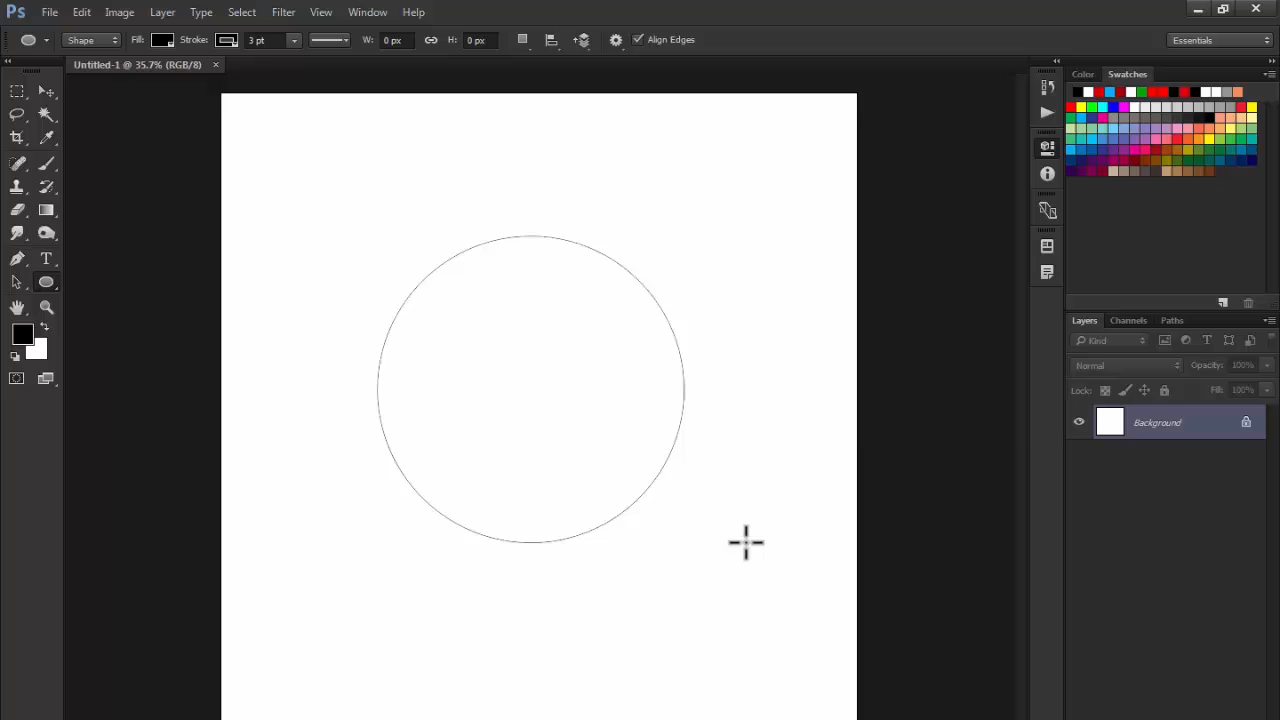 Ps File Edit Image Layer Type Select Filter View Window Help
Shape Fill: Stroke: 3 pt W: 0 px H: 0 px Align Edges Essentials
Untitled-1 @ 35.7% (RGB/8) ×
Color Swatches
Layers Channels Paths
Kind
Normal Opacity: 100%
Lock: Fill: 100%
Background